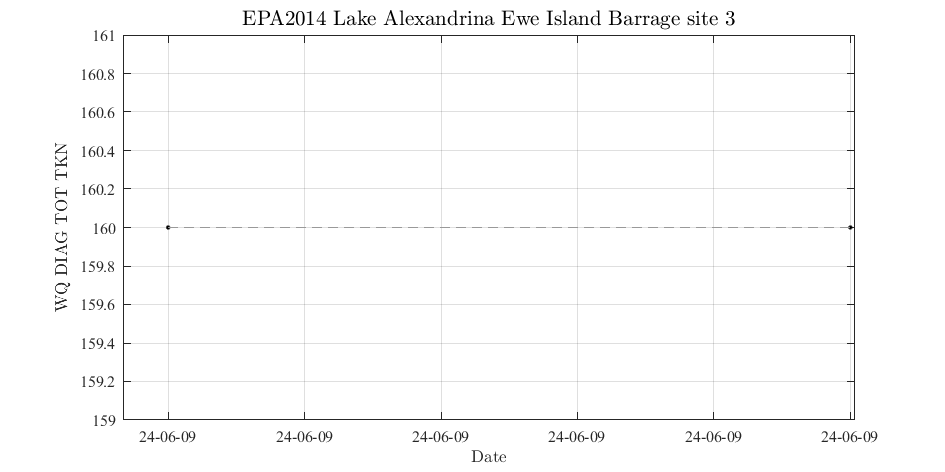 EPA2014 Lake Alexandrina Ewe Island Barrage site 3
161
160.8
160.6
160.4
160.2
160
159.8
159.6
159.4
159.2
159
WQ DIAG TOT TKN
24-06-09 24-06-09 24-06-09 24-06-09 24-06-09 24-06-09
Date